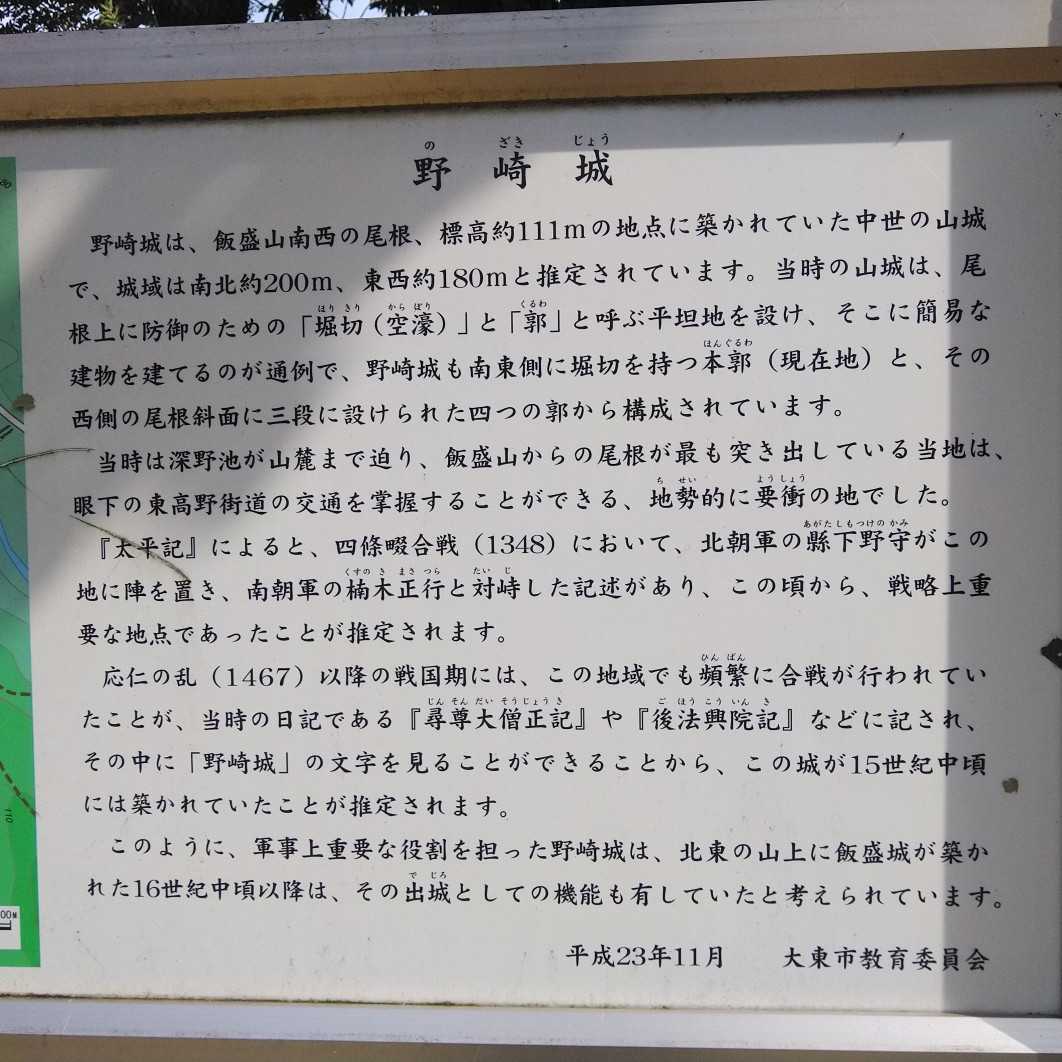 野崎城
野崎城は、飯盛山南西の尾根、標高約111mの地点に築かれていた中世の山城
で、城域は南北約200m、東西約180mと推定されています。当時の山城は、尾
根上に防御のための「堀切（空濠）」と「郭」と呼ぶ平坦地を設け、そこに簡易な
建物を建てるのが通例で、野崎城も南東側に堀切を持つ本郭（現在地）と、その
西側の尾根斜面に三段に設けられた四つの郭から構成されています。
当時は深野池が山麓まで迫り、飯盛山からの尾根が最も突き出している当地は、
眼下の東高野街道の交通を掌握することができる、地勢的に要衝の地でした。
『太平記』によると、四條畷合戦（1348）において、北朝軍の縣下野守がこの
地に陣を置き、南朝軍の楠木正行と対峙した記述があり、この頃から、戦略上重
要な地点であったことが推定されます。
応仁の乱（1467）以降の戦国期には、この地域でも頻繁に合戦が行われてい
たことが、当時の日記である『尋尊大僧正記』や『後法興院記』などに記され、
その中に「野崎城」の文字を見ることができることから、この城が15世紀中頃
には築かれていたことが推定されます。
このように、軍事上重要な役割を担った野崎城は、北東の山上に飯盛城が築か
れた16世紀中頃以降は、その出城としての機能も有していたと考えられています。
平成23年11月　大東市教育委員会
110
00M